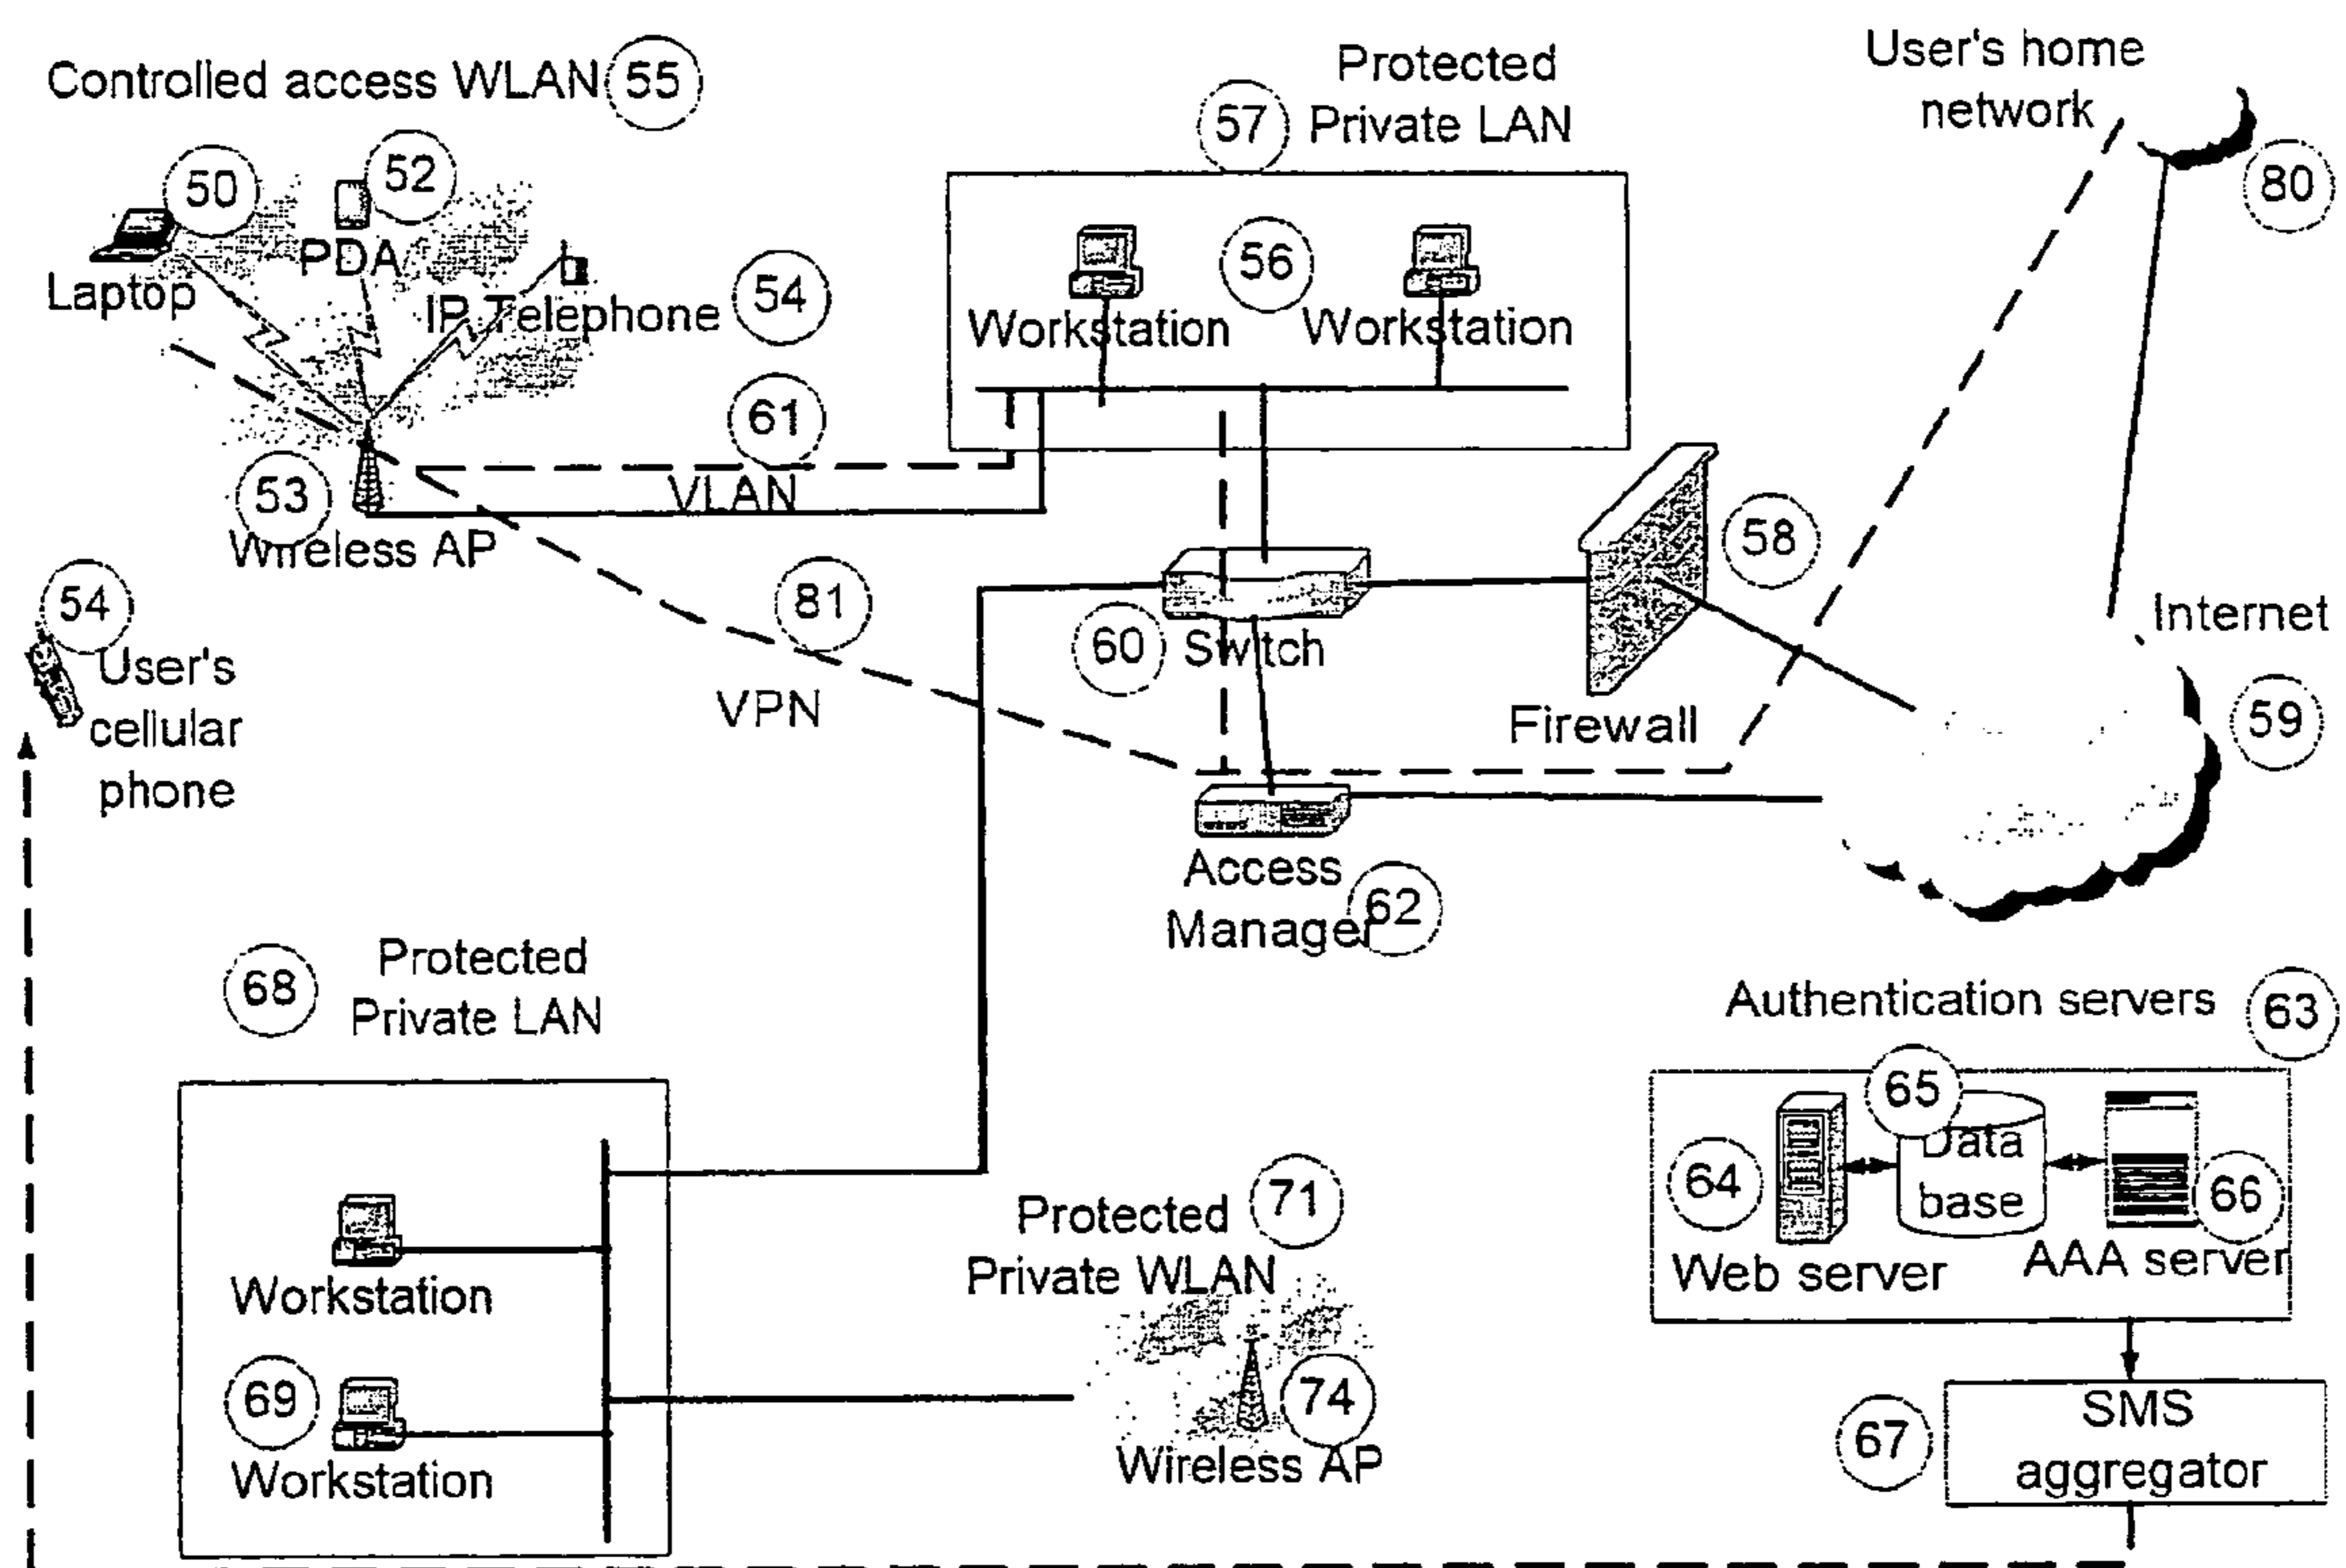 Controlled access WLAN 55
Protected
57 Private LAN
User's home
network
80
50
52
PDA
Laptop
IP Telephone 54
56
Workstation Workstation
61
VLAN
53
Wireless AP
58
54
User's
cellular
phone
81
VPN
60 Switch
Firewall
Internet
59
Access
Manager 62
68
Protected
Private LAN
Authentication servers 63
65
Data
base
64
66
Web server
AAA server
Protected 71
Private WLAN
Workstation
69
Workstation
74
Wireless AP
67
SMS
aggregator